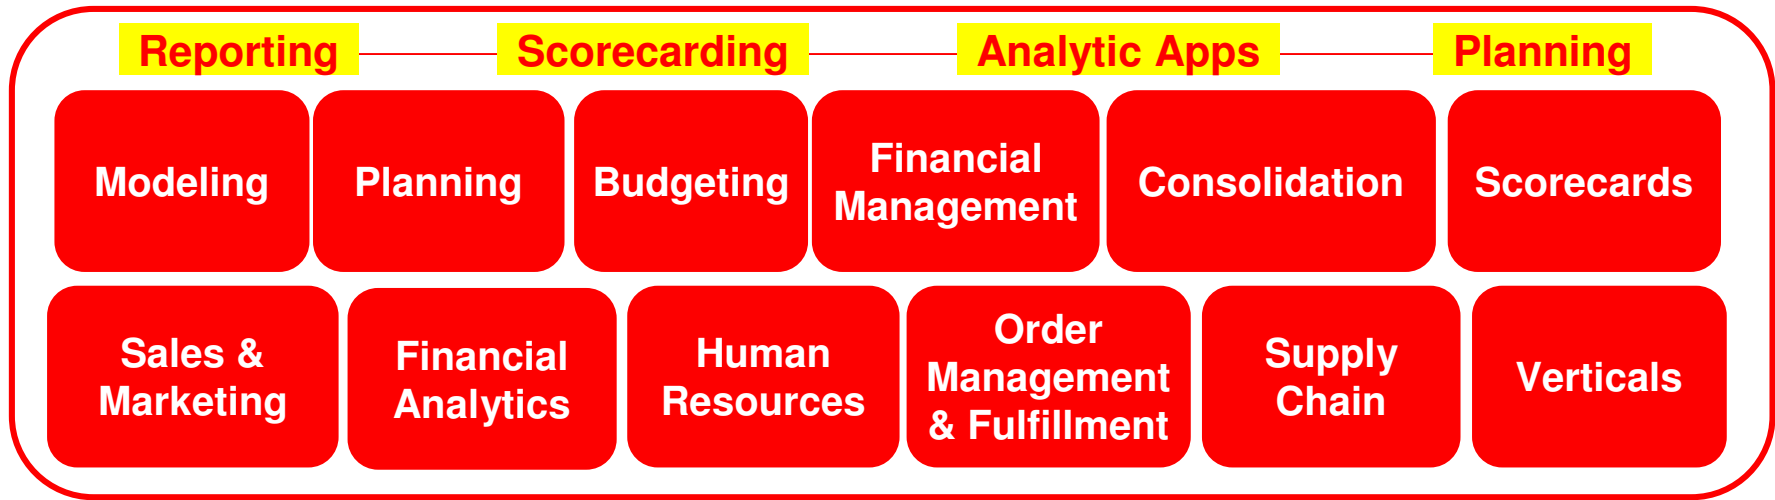 Reporting Scorecarding Analytic Apps Planning
Modeling
Planning
Budgeting
Financial
Management
Consolidation
Scorecards
Sales &
Marketing
Financial
Analytics
Human
Resources
Order
Management
& Fulfillment
Supply
Chain
Verticals